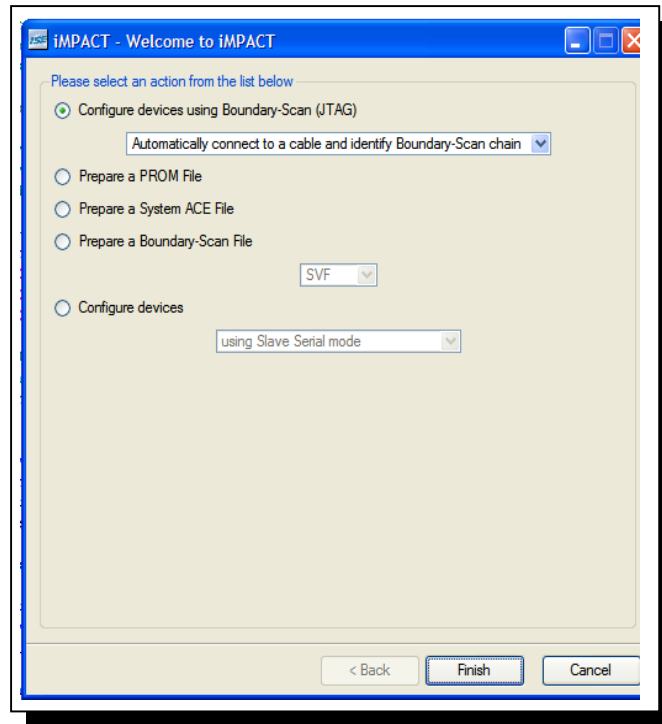 ISE iMPACT - Welcome to iMPACT
Please select an action from the list below
Configure devices using Boundary-Scan (JTAG)
Automatically connect to a cable and identify Boundary-Scan chain
Prepare a PROM File
Prepare a System ACE File
Prepare a Boundary-Scan File
SVF
Configure devices
using Slave Serial mode
< Back Finish Cancel